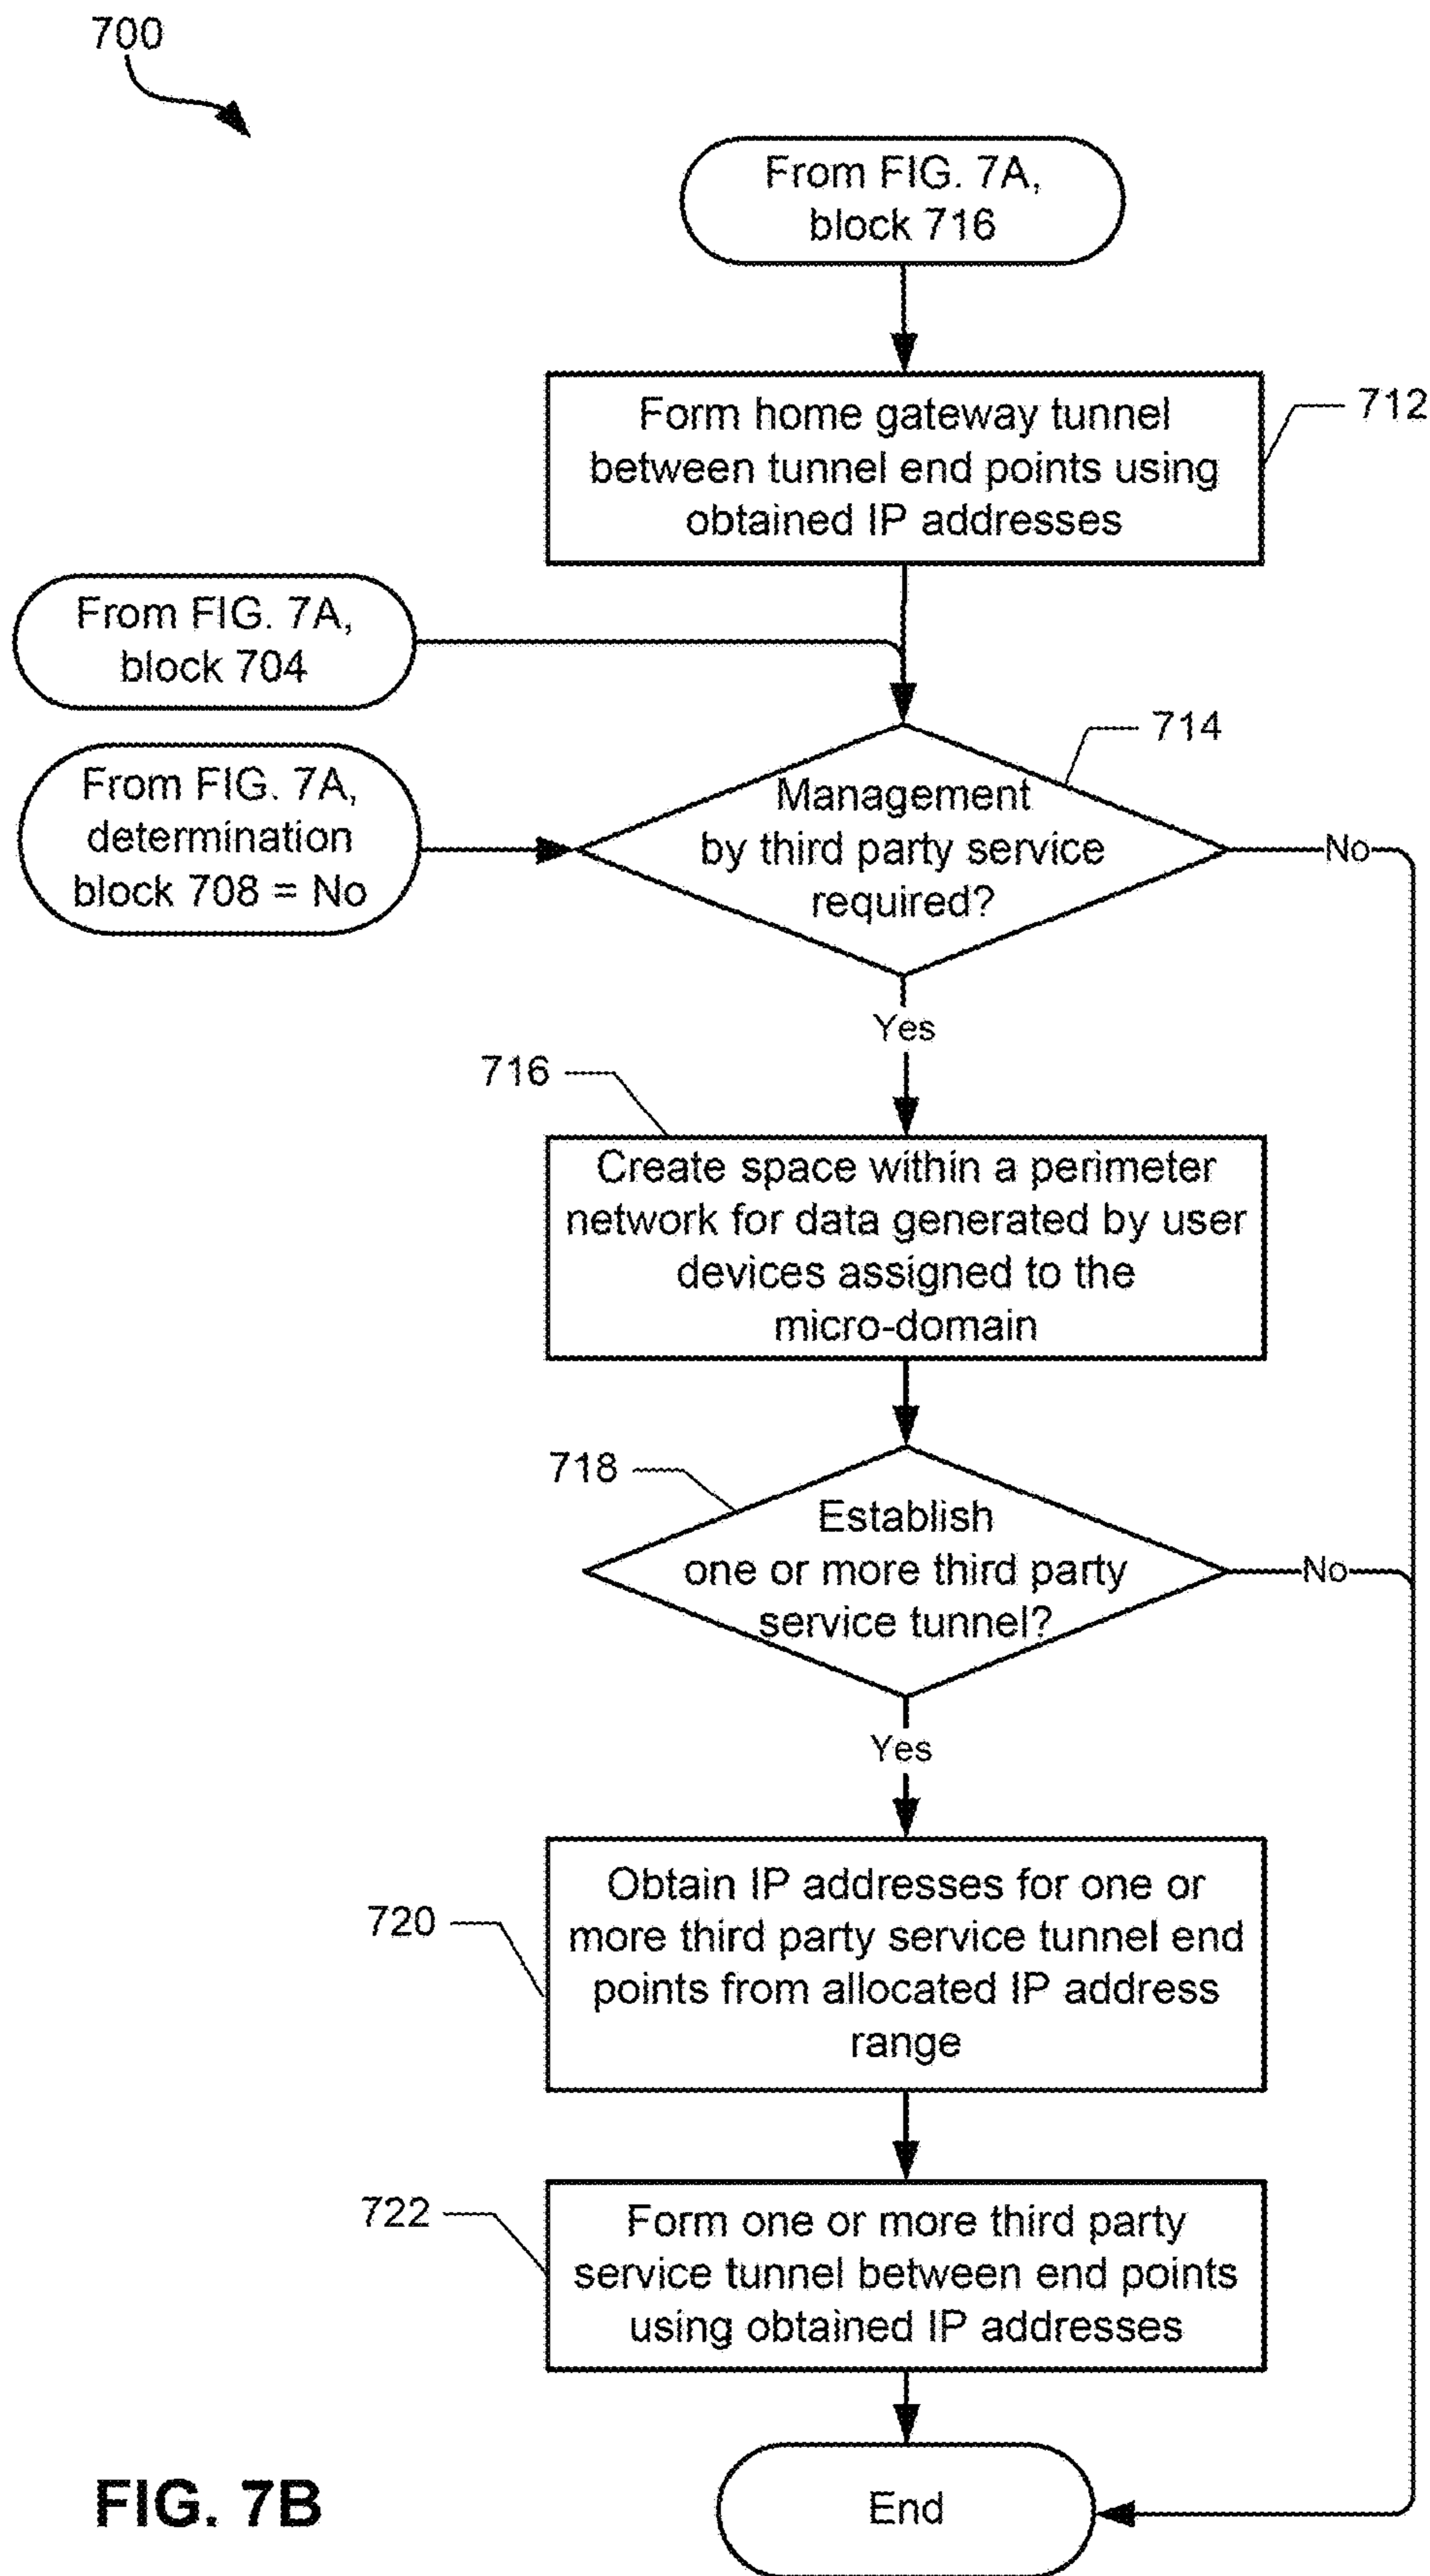 700
From FIG. 7A,
block 716
Form home gateway tunnel
between tunnel end points using
obtained IP addresses
712
From FIG. 7A,
block 704
714
From FIG. 7A,
determination
block 708 = No
Management
by third party service
required?
No
Yes
716
Create space within a perimeter
network for data generated by user
devices assigned to the
micro-domain
718
Establish
one or more third party
service tunnel?
No
Yes
720
Obtain IP addresses for one or
more third party service tunnel end
points from allocated IP address
range
722
Form one or more third party
service tunnel between end points
using obtained IP addresses
End
FIG. 7B